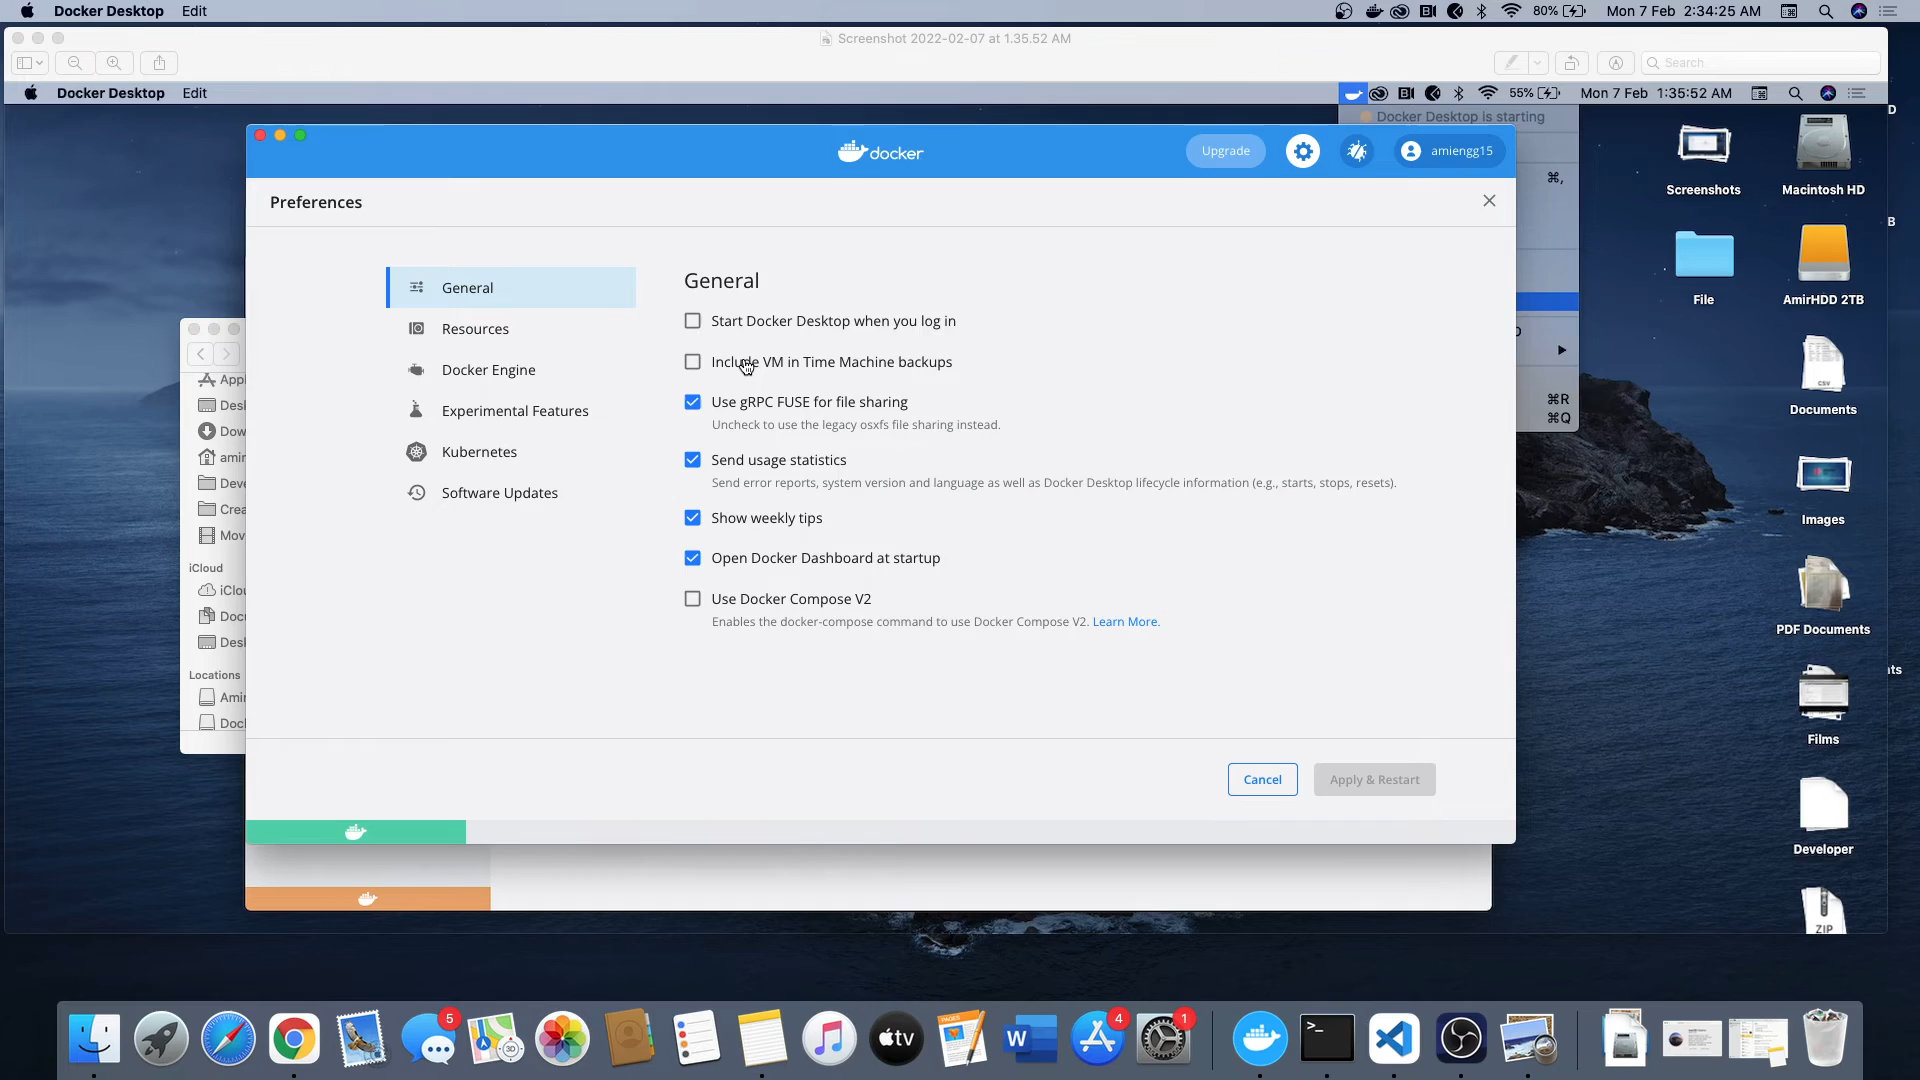 Docker Desktop Edit 80% Mon 7 Feb 2:34:25 AM
Screenshot 2022-02-07 at 1.35.52 AM
Search
Docker Desktop Edit 55% Mon 7 Feb 1:35:52 AM
Docker Desktop is starting
docker
Upgrade
amiengg15
Preferences
General
Resources
Docker Engine
Experimental Features
Kubernetes
Software Updates
General
Start Docker Desktop when you log in
Include VM in Time Machine backups
Use gRPC FUSE for file sharing
Uncheck to use the legacy osxfs file sharing instead.
Send usage statistics
Send error reports, system version and language as well as Docker Desktop lifecycle information (e.g., starts, stops, resets).
Show weekly tips
Open Docker Dashboard at startup
Use Docker Compose V2
Enables the docker-compose command to use Docker Compose V2. Learn More.
Cancel
Apply & Restart
⌘,
⌘R
⌘Q
iCloud
Locations
Screenshots
Macintosh HD
File
AmirHDD 2TB
CSV
Documents
Images
PDF Documents
Films
Developer
ZIP
5
3D
PAGES
tv
W
4
1
>_